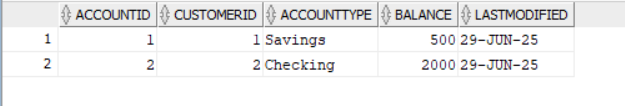 ACCOUNTID CUSTOMERID ACCOUNTTYPE BALANCE LASTMODIFIED
1 1 1 Savings 500 29-JUN-25
2 2 2 Checking 2000 29-JUN-25